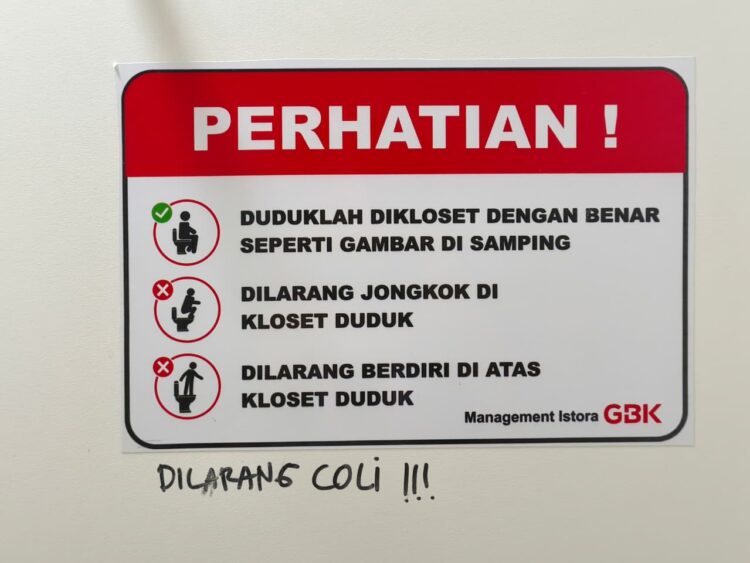 PERHATIAN !
DUDUKLAH DIKLOSET DENGAN BENAR
SEPERTI GAMBAR DI SAMPING
DILARANG JONGKOK DI
KLOSET DUDUK
DILARANG BERDIRI DI ATAS
KLOSET DUDUK
Management Istora GBK
DILARANG COLi !!!